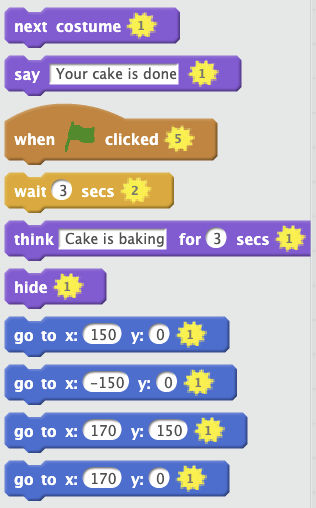 next costume 1
say Your cake is done 1
when clicked 5
wait 3 secs 2
think Cake is baking for 3 secs 1
hide 1
go to x: 150 y: 0 1
go to x: -150 y: 0 1
go to x: 170 y: 150 1
go to x: 170 y: 0 1